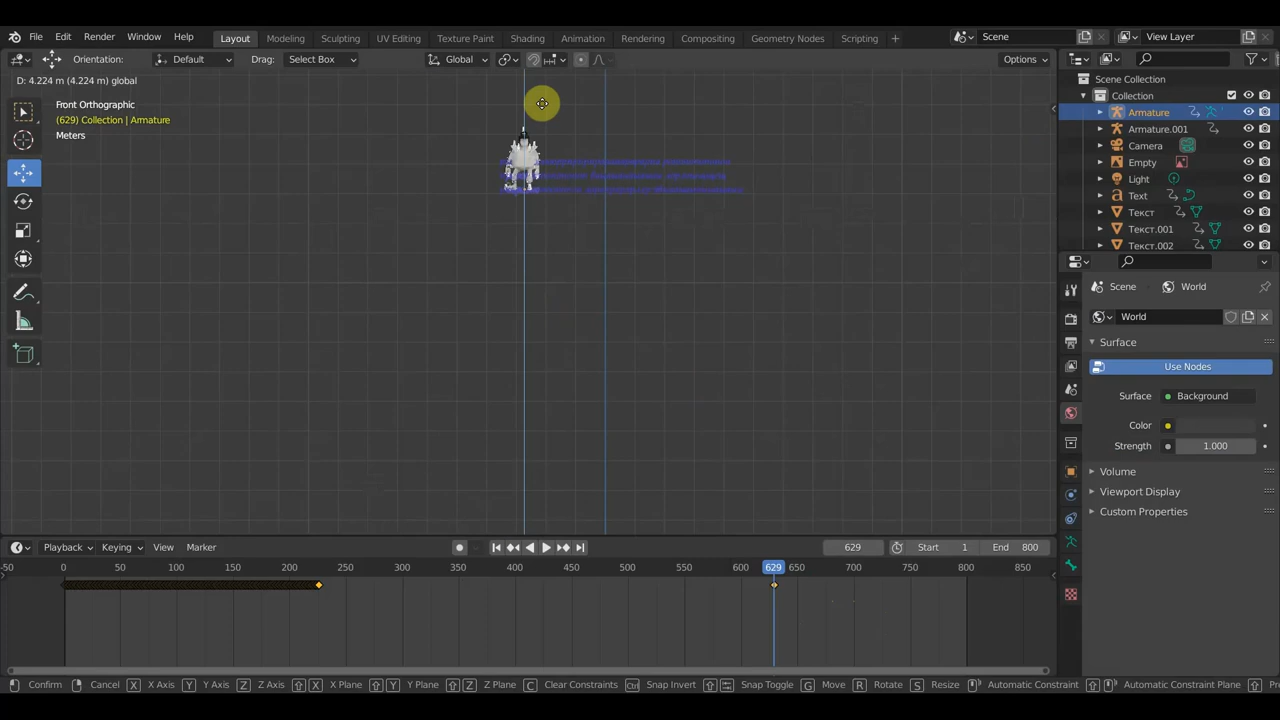 File Edit Render Window Help Layout Modeling Sculpting UV Editing Texture Paint Shading Animation Rendering Compositing Geometry Nodes Scripting + Scene View Layer
Orientation: Default Drag: Select Box Global Options
D: 4.224 m (4.224 m) global
Front Orthographic
(629) Collection | Armature
Meters
Scene Collection
Collection
Armature
Armature.001
Camera
Empty
Light
Text
Текст
Текст.001
Текст.002
Scene World
World
Surface
Use Nodes
Surface Background
Color
Strength 1.000
Volume
Viewport Display
Custom Properties
Playback Keying View Marker 629 Start 1 End 800
-50 0 50 100 150 200 250 300 350 400 450 500 550 600 629 650 700 750 800 850
Confirm Cancel X X Axis Y Y Axis Z Z Axis X X Plane Y Y Plane Z Z Plane C Clear Constraints Ctrl Snap Invert Snap Toggle G Move R Rotate S Resize Automatic Constraint Automatic Constraint Plane